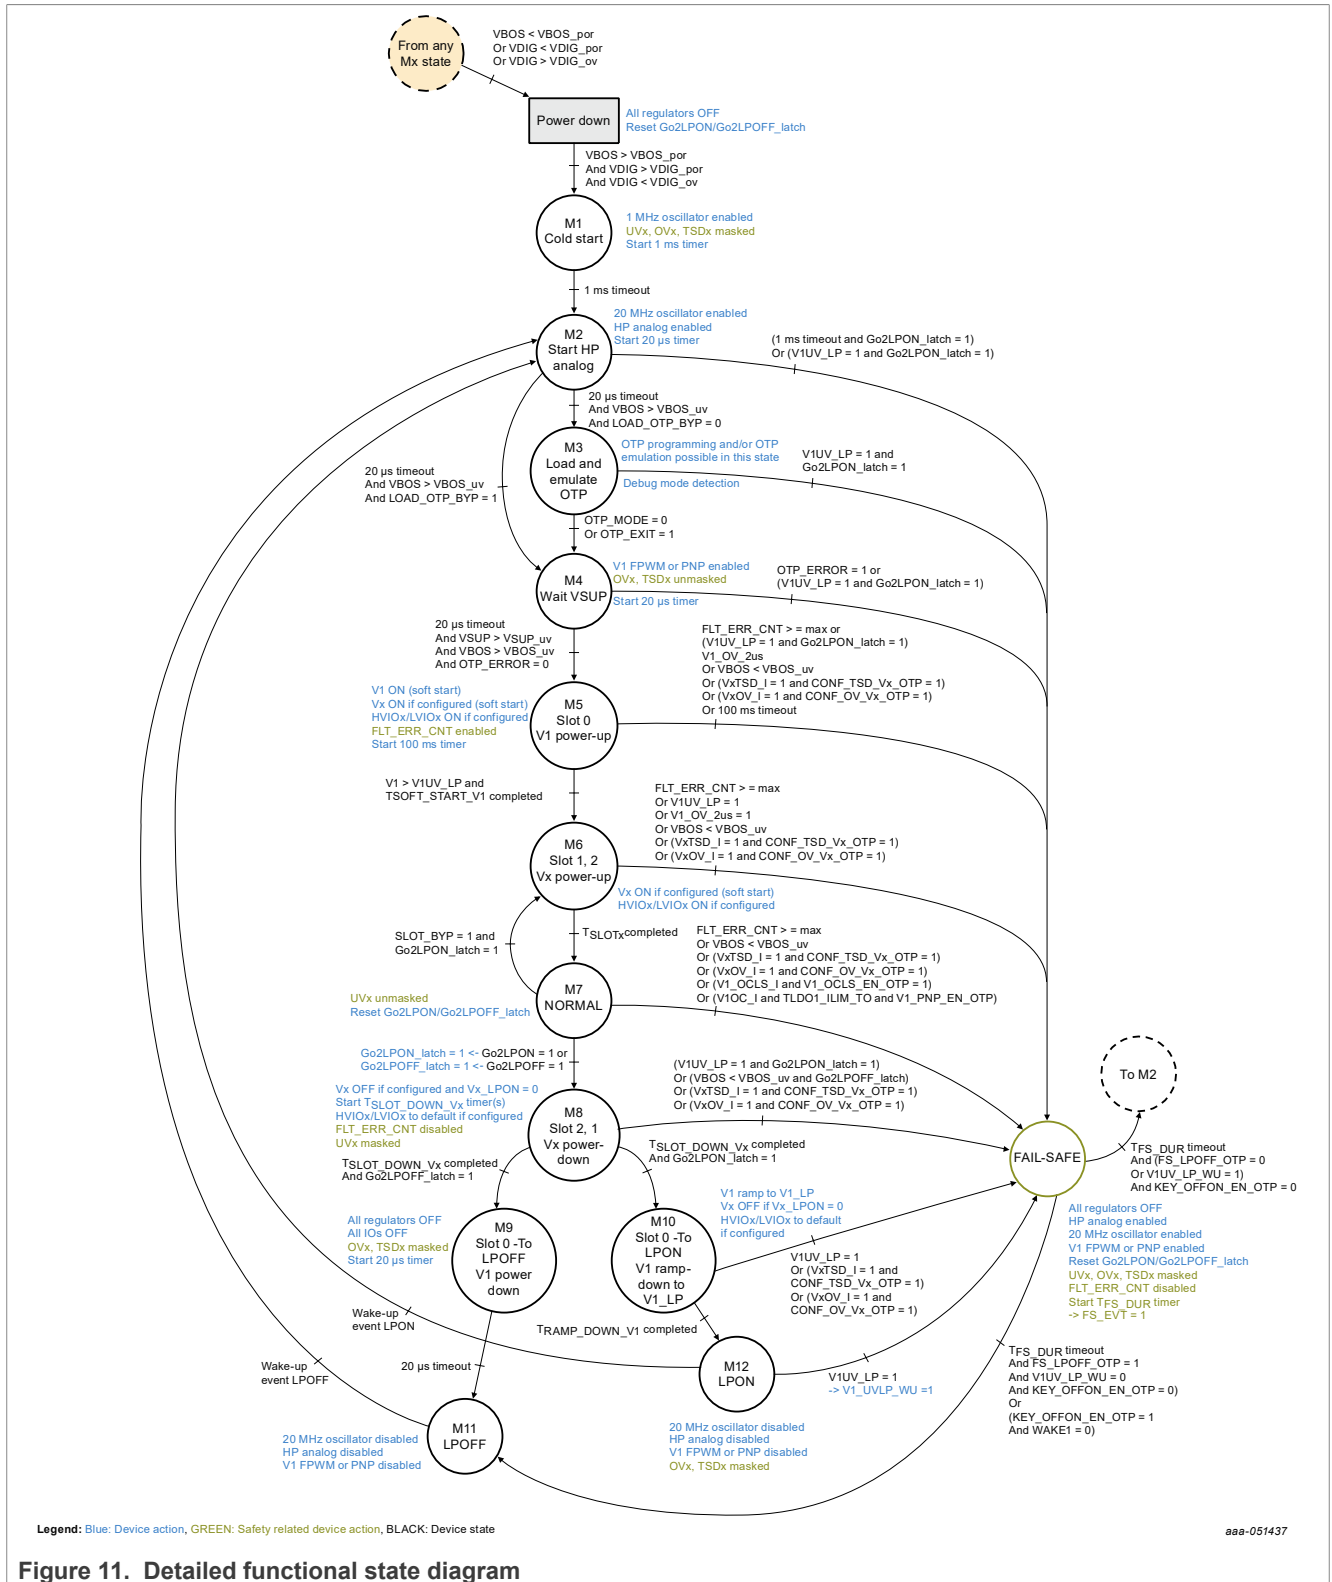 From any
Mx state
VBOS < VBOS_por
Or VDIG < VDIG_por
Or VDIG > VDIG_ov
Power down
All regulators OFF
Reset Go2LPON/Go2LPOFF_latch
VBOS > VBOS_por
And VDIG > VDIG_por
And VDIG < VDIG_ov
M1
Cold start
1 MHz oscillator enabled
UVx, OVx, TSDx masked
Start 1 ms timer
1 ms timeout
M2
Start HP
analog
20 MHz oscillator enabled
HP analog enabled
Start 20 µs timer
(1 ms timeout and Go2LPON_latch = 1)
Or (V1UV_LP = 1 and Go2LPON_latch = 1)
20 µs timeout
And VBOS > VBOS_uv
And LOAD_OTP_BYP = 0
M3
Load and
emulate
OTP
OTP programming and/or OTP
emulation possible in this state
Debug mode detection
V1UV_LP = 1 and
Go2LPON_latch = 1
20 µs timeout
And VBOS > VBOS_uv
And LOAD_OTP_BYP = 1
OTP_MODE = 0
Or OTP_EXIT = 1
M4
Wait VSUP
V1 FPWM or PNP enabled
OVx, TSDx unmasked
Start 20 µs timer
OTP_ERROR = 1 or
(V1UV_LP = 1 and Go2LPON_latch = 1)
20 µs timeout
And VSUP > VSUP_uv
And VBOS > VBOS_uv
And OTP_ERROR = 0
FLT_ERR_CNT > = max or
(V1UV_LP = 1 and Go2LPON_latch = 1)
V1_OV_2us
Or VBOS < VBOS_uv
Or (VxTSD_I = 1 and CONF_TSD_Vx_OTP = 1)
Or (VxOV_I = 1 and CONF_OV_Vx_OTP = 1)
Or 100 ms timeout
V1 ON (soft start)
Vx ON if configured (soft start)
HVIOx/LVIOx ON if configured
FLT_ERR_CNT enabled
Start 100 ms timer
M5
Slot 0
V1 power-up
V1 > V1UV_LP and
TSOFT_START_V1 completed
FLT_ERR_CNT > = max
Or V1UV_LP = 1
Or V1_OV_2us = 1
Or VBOS < VBOS_uv
Or (VxTSD_I = 1 and CONF_TSD_Vx_OTP = 1)
Or (VxOV_I = 1 and CONF_OV_Vx_OTP = 1)
M6
Slot 1, 2
Vx power-up
Vx ON if configured (soft start)
HVIOx/LVIOx ON if configured
SLOT_BYP = 1 and
Go2LPON_latch = 1
TSLOTx completed
FLT_ERR_CNT > = max
Or VBOS < VBOS_uv
Or (VxTSD_I = 1 and CONF_TSD_Vx_OTP = 1)
Or (VxOV_I = 1 and CONF_OV_Vx_OTP = 1)
Or (V1_OCLS_I and V1_OCLS_EN_OTP = 1)
Or (V1OC_I and TLDO1_ILIM_TO and V1_PNP_EN_OTP)
M7
NORMAL
UVx unmasked
Reset Go2LPON/Go2LPOFF_latch
Go2LPON_latch = 1 <- Go2LPON = 1 or
Go2LPOFF_latch = 1 <- Go2LPOFF = 1
(V1UV_LP = 1 and Go2LPON_latch = 1)
Or (VBOS < VBOS_uv and Go2LPOFF_latch)
Or (VxTSD_I = 1 and CONF_TSD_Vx_OTP = 1)
Or (VxOV_I = 1 and CONF_OV_Vx_OTP = 1)
To M2
Vx OFF if configured and Vx_LPON = 0
Start TSLOT_DOWN_Vx timer(s)
HVIOx/LVIOx to default if configured
FLT_ERR_CNT disabled
UVx masked
M8
Slot 2, 1
Vx power-
down
TSLOT_DOWN_Vx completed
And Go2LPOFF_latch = 1
TSLOT_DOWN_Vx completed
And Go2LPON_latch = 1
FAIL-SAFE
TFS_DUR timeout
And (FS_LPOFF_OTP = 0
Or V1UV_LP_WU = 1)
And KEY_OFFON_EN_OTP = 0
All regulators OFF
HP analog enabled
20 MHz oscillator enabled
V1 FPWM or PNP enabled
Reset Go2LPON/Go2LPOFF_latch
UVx, OVx, TSDx masked
FLT_ERR_CNT disabled
Start TFS_DUR timer
-> FS_EVT = 1
All regulators OFF
All IOs OFF
OVx, TSDx masked
Start 20 µs timer
M9
Slot 0 -To
LPOFF
V1 power
down
M10
Slot 0 -To
LPON
V1 ramp-
down to
V1_LP
V1 ramp to V1_LP
Vx OFF if Vx_LPON = 0
HVIOx/LVIOx to default
if configured
V1UV_LP = 1
Or (VxTSD_I = 1 and
CONF_TSD_Vx_OTP = 1)
Or (VxOV_I = 1 and
CONF_OV_Vx_OTP = 1)
Wake-up
event LPON
TRAMP_DOWN_V1 completed
Wake-up
event LPOFF
20 µs timeout
M12
LPON
V1UV_LP = 1
-> V1_UVLP_WU =1
TFS_DUR timeout
And FS_LPOFF_OTP = 1
And V1UV_LP_WU = 0
And KEY_OFFON_EN_OTP = 0)
Or
(KEY_OFFON_EN_OTP = 1
And WAKE1 = 0)
M11
LPOFF
20 MHz oscillator disabled
HP analog disabled
V1 FPWM or PNP disabled
20 MHz oscillator disabled
HP analog disabled
V1 FPWM or PNP disabled
OVx, TSDx masked
Legend: Blue: Device action, GREEN: Safety related device action, BLACK: Device state
aaa-051437
Figure 11. Detailed functional state diagram